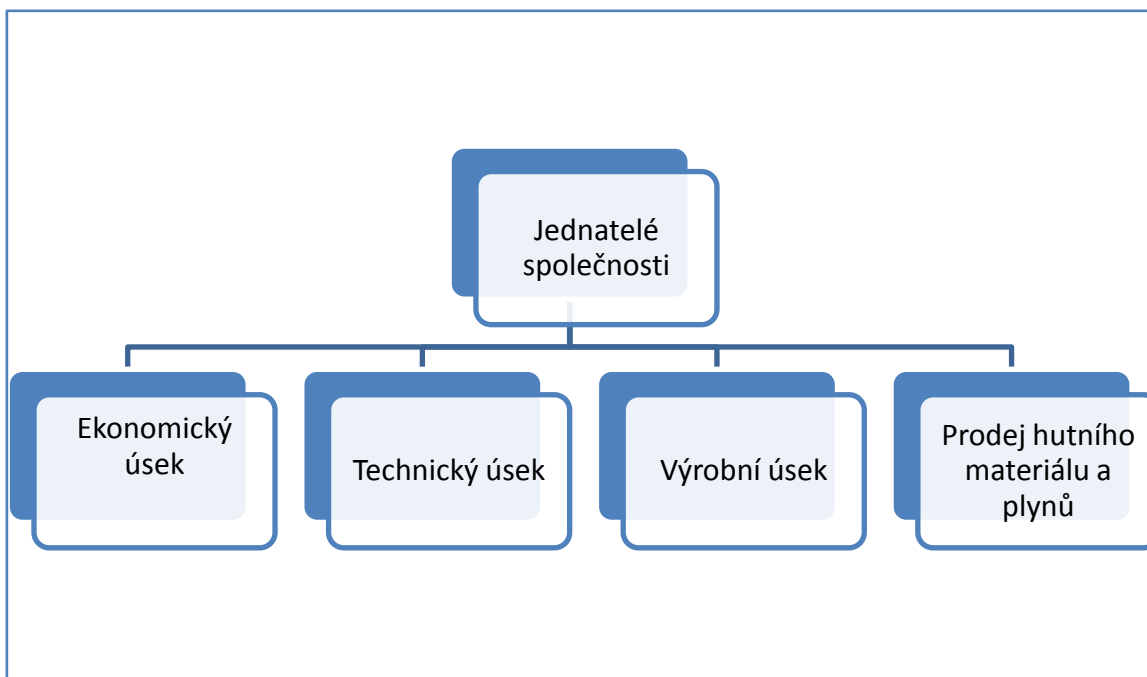 Jednatelé
společnosti
Ekonomický
úsek
Technický úsek
Výrobní úsek
Prodej hutního
materiálu a
plynů